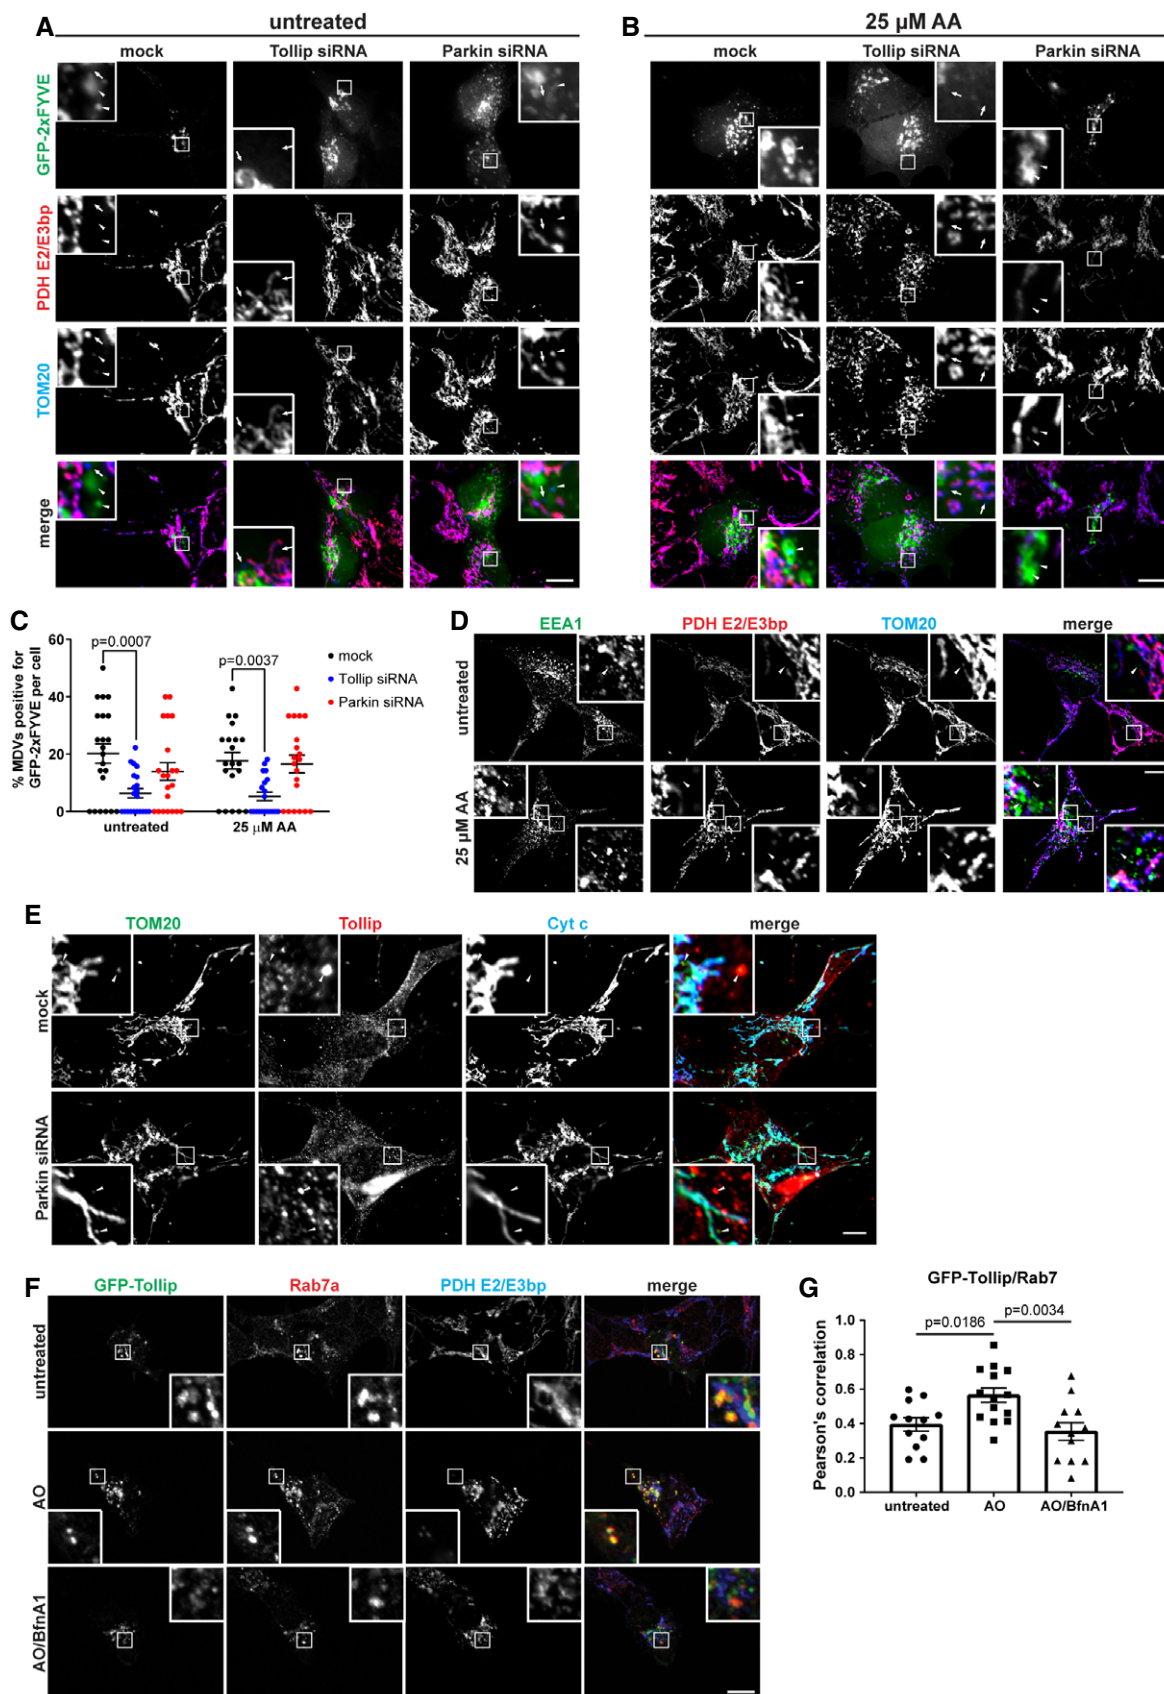 A
untreated
mock
Tollip siRNA
Parkin siRNA
GFP-2xFYVE
PDH E2/E3bp
TOM20
merge
B
25 µM AA
mock
Tollip siRNA
Parkin siRNA
C
% MDVs positive for
GFP-2xFYVE per cell
60
40
20
0
p=0.0007
p=0.0037
mock
Tollip siRNA
Parkin siRNA
untreated
25 µM AA
D
EEA1
PDH E2/E3bp
TOM20
merge
untreated
25 µM AA
E
TOM20
Tollip
Cyt c
merge
mock
Parkin siRNA
F
GFP-Tollip
Rab7a
PDH E2/E3bp
merge
untreated
AO
AO/BfnA1
G
GFP-Tollip/Rab7
Pearson's correlation
1.0
0.8
0.6
0.4
0.2
0.0
p=0.0186
p=0.0034
untreated
AO
AO/BfnA1